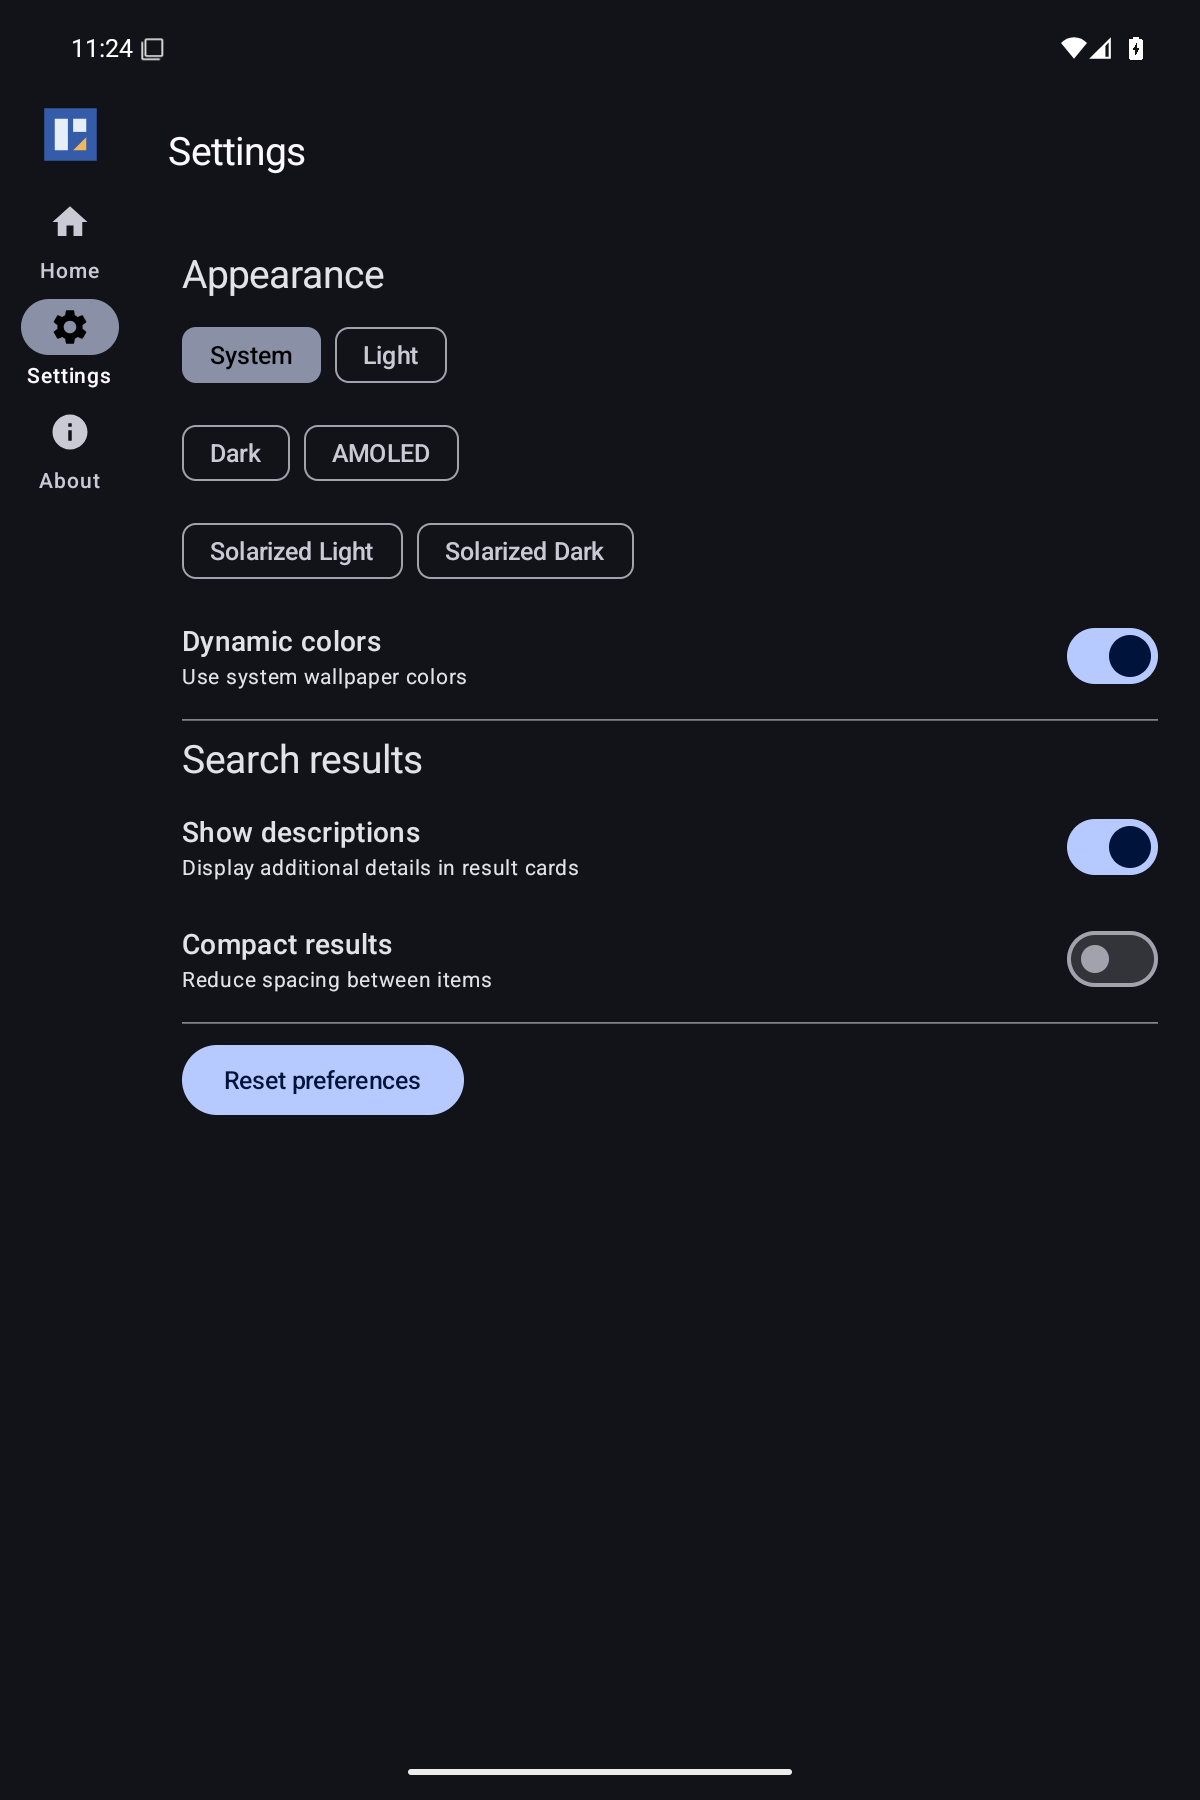 11:24
Settings
Home
Settings
About
Appearance
System
Light
Dark
AMOLED
Solarized Light
Solarized Dark
Dynamic colors
Use system wallpaper colors
Search results
Show descriptions
Display additional details in result cards
Compact results
Reduce spacing between items
Reset preferences